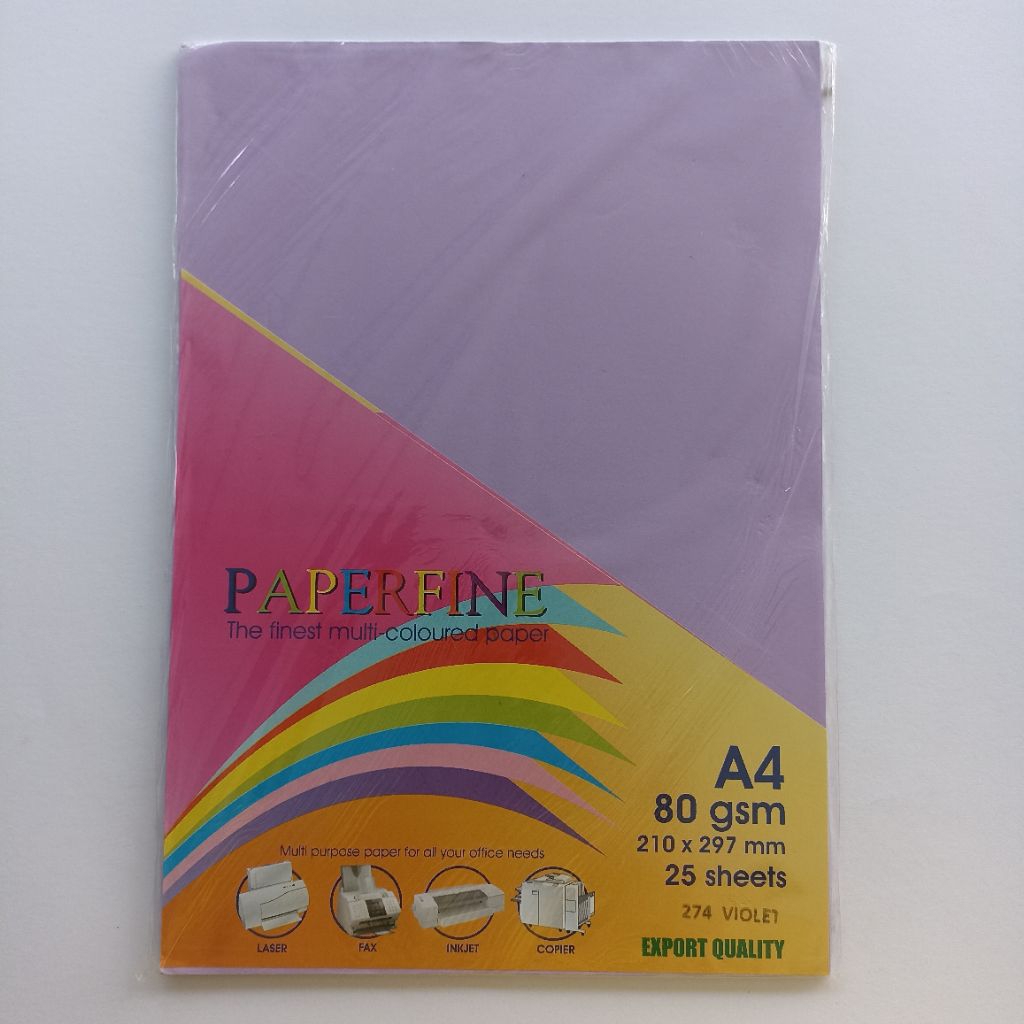 PAPERFINE
The finest multi-coloured paper
A4
80 gsm
210 x 297 mm
25 sheets
274 VIOLET
EXPORT QUALITY
Multi purpose paper for all your office needs
LASER
FAX
INKJET
COPIER